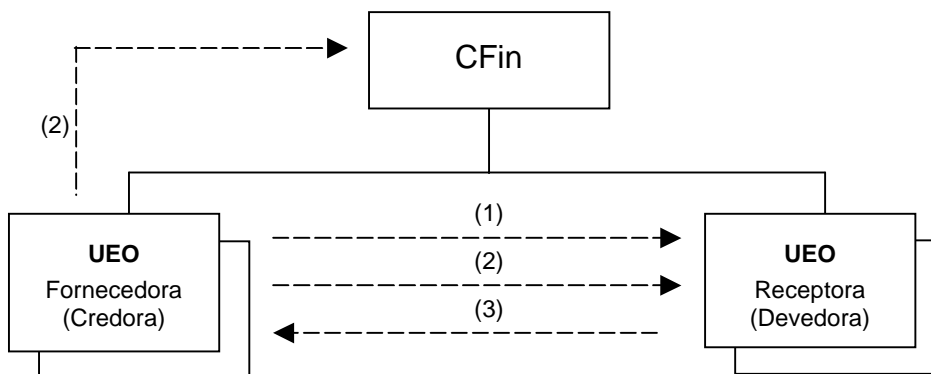 CFin
(2)
(1)
(2)
(3)
UEO
Fornecedora
(Credora)
UEO
Receptora
(Devedora)